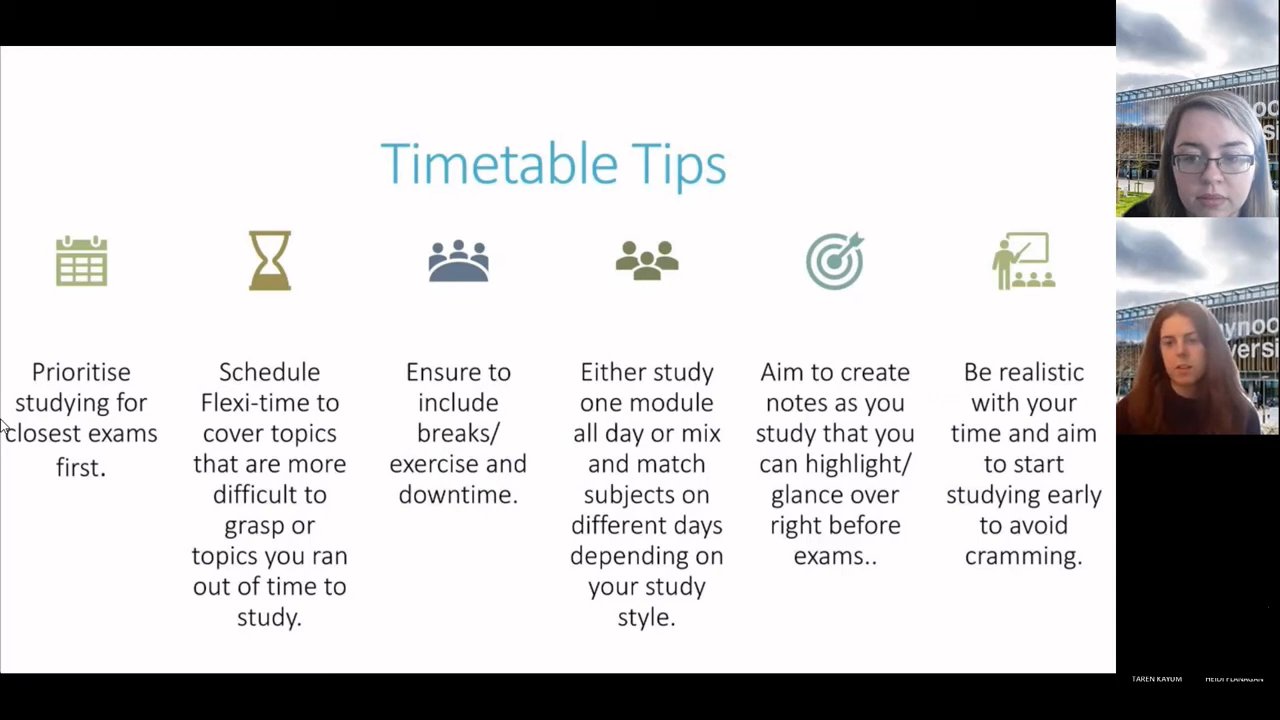 Timetable Tips
Prioritise
studying for
closest exams
first.
Schedule
Flexi-time to
cover topics
that are more
difficult to
grasp or
topics you ran
out of time to
study.
Ensure to
include
breaks/
exercise and
downtime.
Either study
one module
all day or mix
and match
subjects on
different days
depending on
your study
style.
Aim to create
notes as you
study that you
can highlight/
glance over
right before
exams..
Be realistic
with your
time and aim
to start
studying early
to avoid
cramming.
ynoo
versi
TAREN KAYUM
HEIDI FLANAGAN